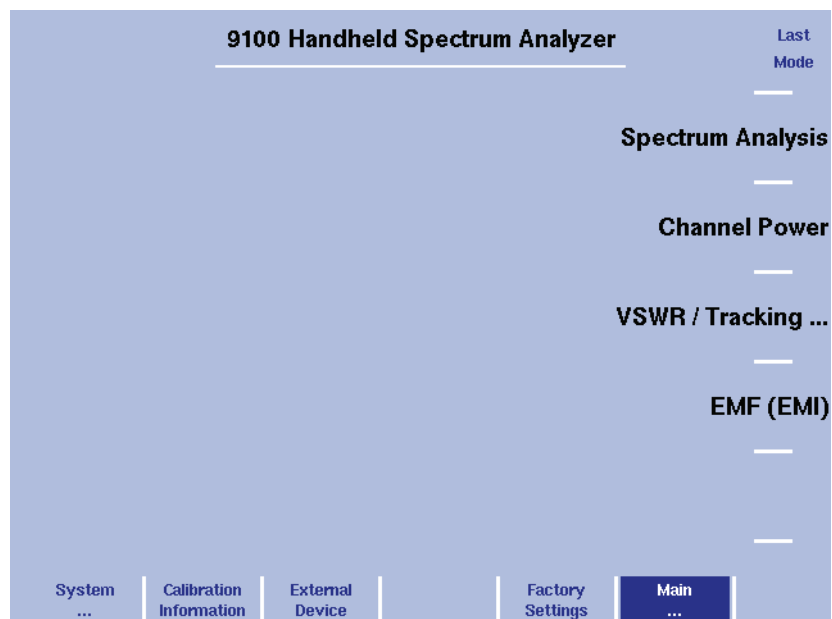 9100 Handheld Spectrum Analyzer
Last
Mode
Spectrum Analysis
Channel Power
VSWR / Tracking ...
EMF (EMI)
System
...
Calibration
Information
External
Device
Factory
Settings
Main
...